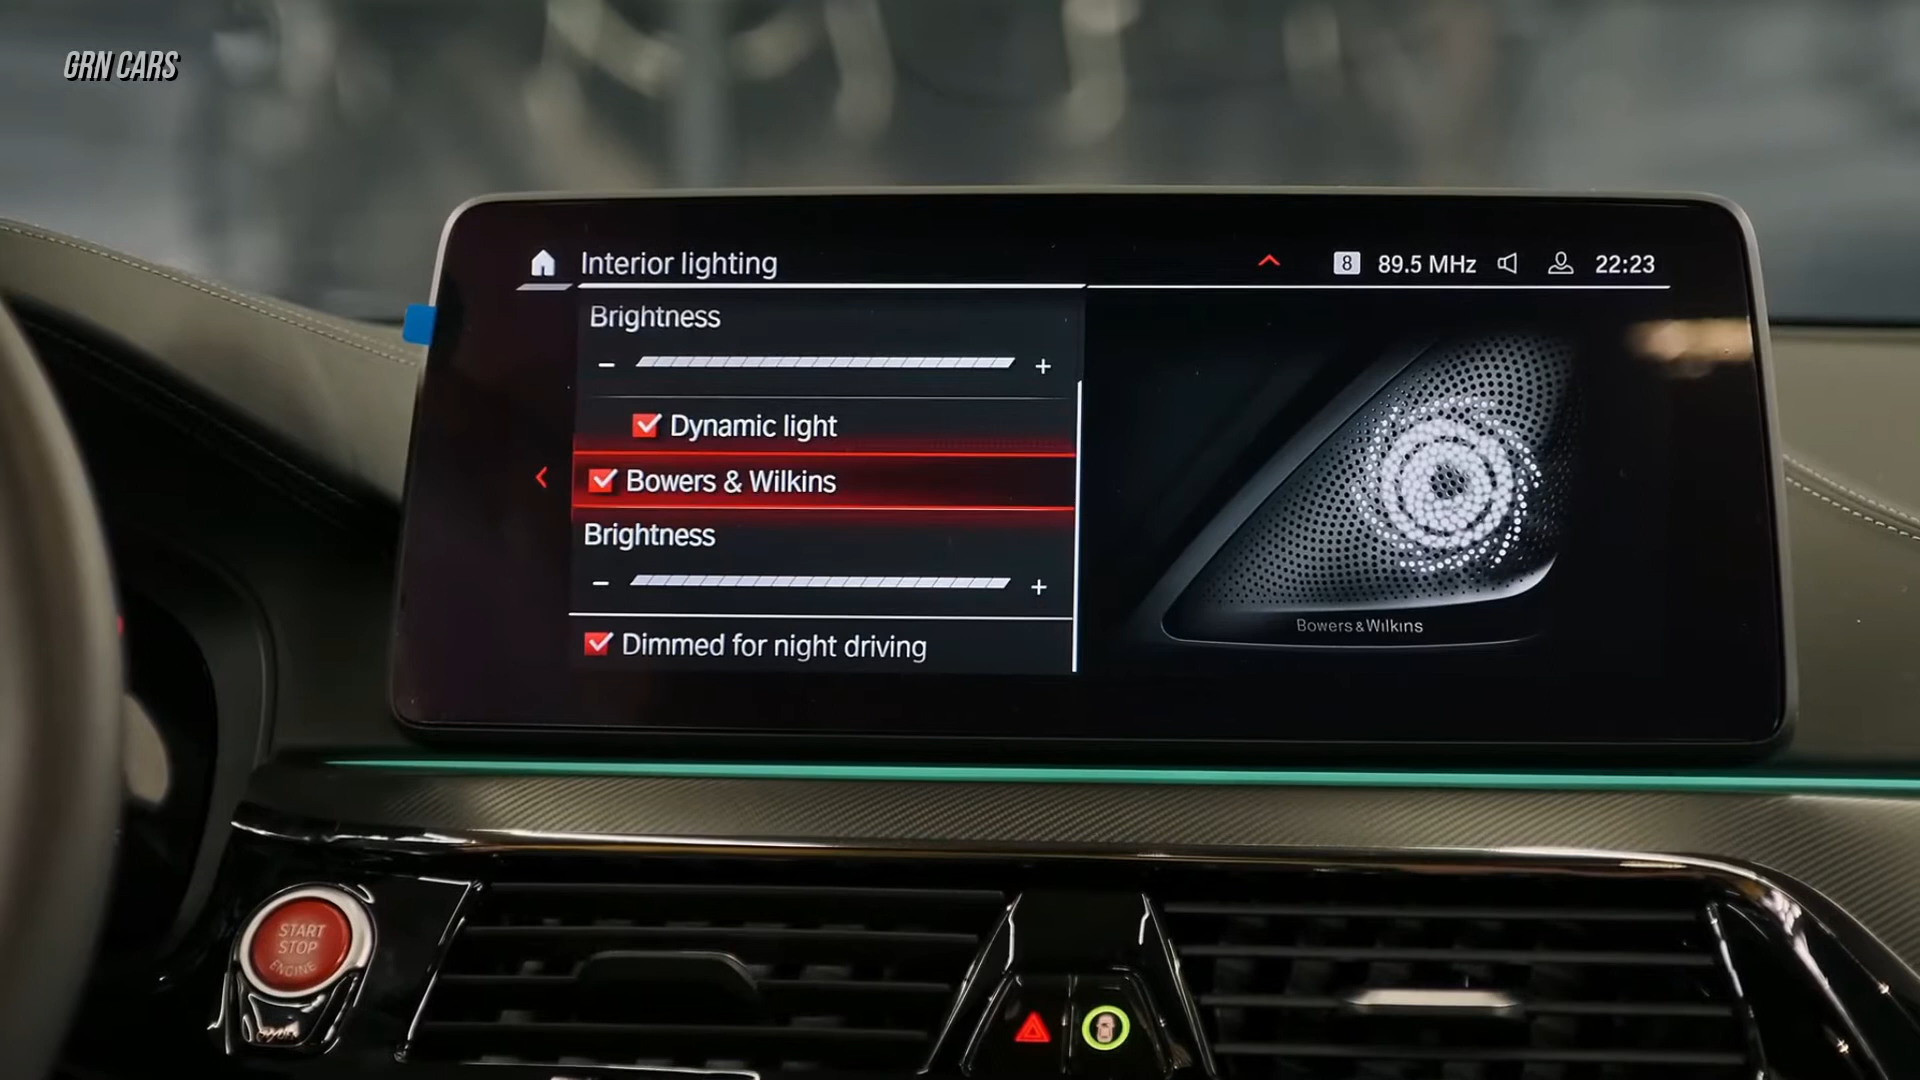 GRN CARS
Interior lighting
8 89.5 MHz 22:23
Brightness
Dynamic light
Bowers & Wilkins
Brightness
Dimmed for night driving
Bowers & Wilkins
START
STOP
ENGINE